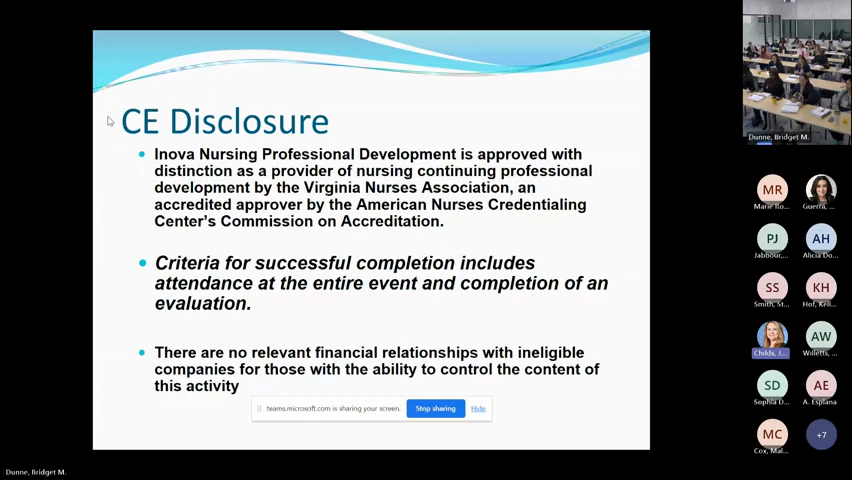 CE Disclosure
Inova Nursing Professional Development is approved with
distinction as a provider of nursing continuing professional
development by the Virginia Nurses Association, an
accredited approver by the American Nurses Credentialing
Center's Commission on Accreditation.
Criteria for successful completion includes
attendance at the entire event and completion of an
evaluation.
There are no relevant financial relationships with ineligible
companies for those with the ability to control the content of
this activity
teams.microsoft.com is sharing your screen. Stop sharing Hide
Dunne, Bridget M.
MR
Marie Ro... Guerra, ...
PJ AH
Jabbour,... Alicia Do...
SS KH
Smith, St... Hof, Kell...
AW
Childs, J... Willetts, ...
SD AE
Sophia D... A. Esplana
MC +7
Cox, Mal...
Dunne, Bridget M.